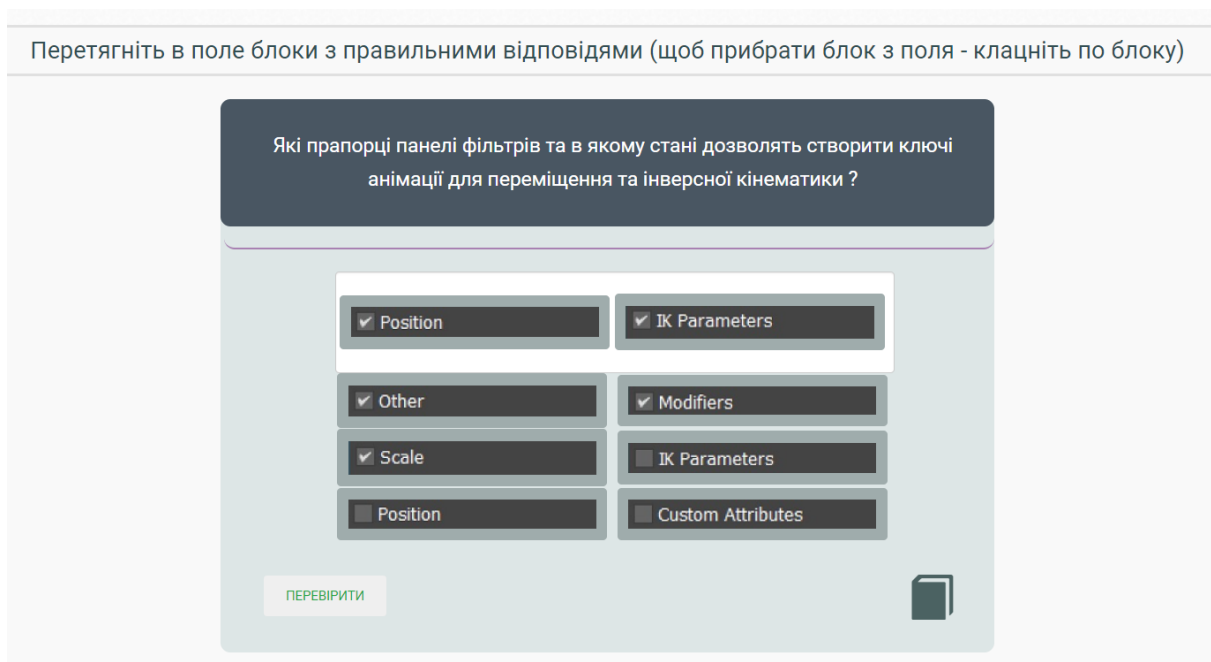 Перетягніть в поле блоки з правильними відповідями (щоб прибрати блок з поля - клацніть по блоку)
Які прапорці панелі фільтрів та в якому стані дозволять створити ключі
анімації для переміщення та інверсної кінематики ?
Position
IK Parameters
Other
Modifiers
Scale
IK Parameters
Position
Custom Attributes
ПЕРЕВІРИТИ